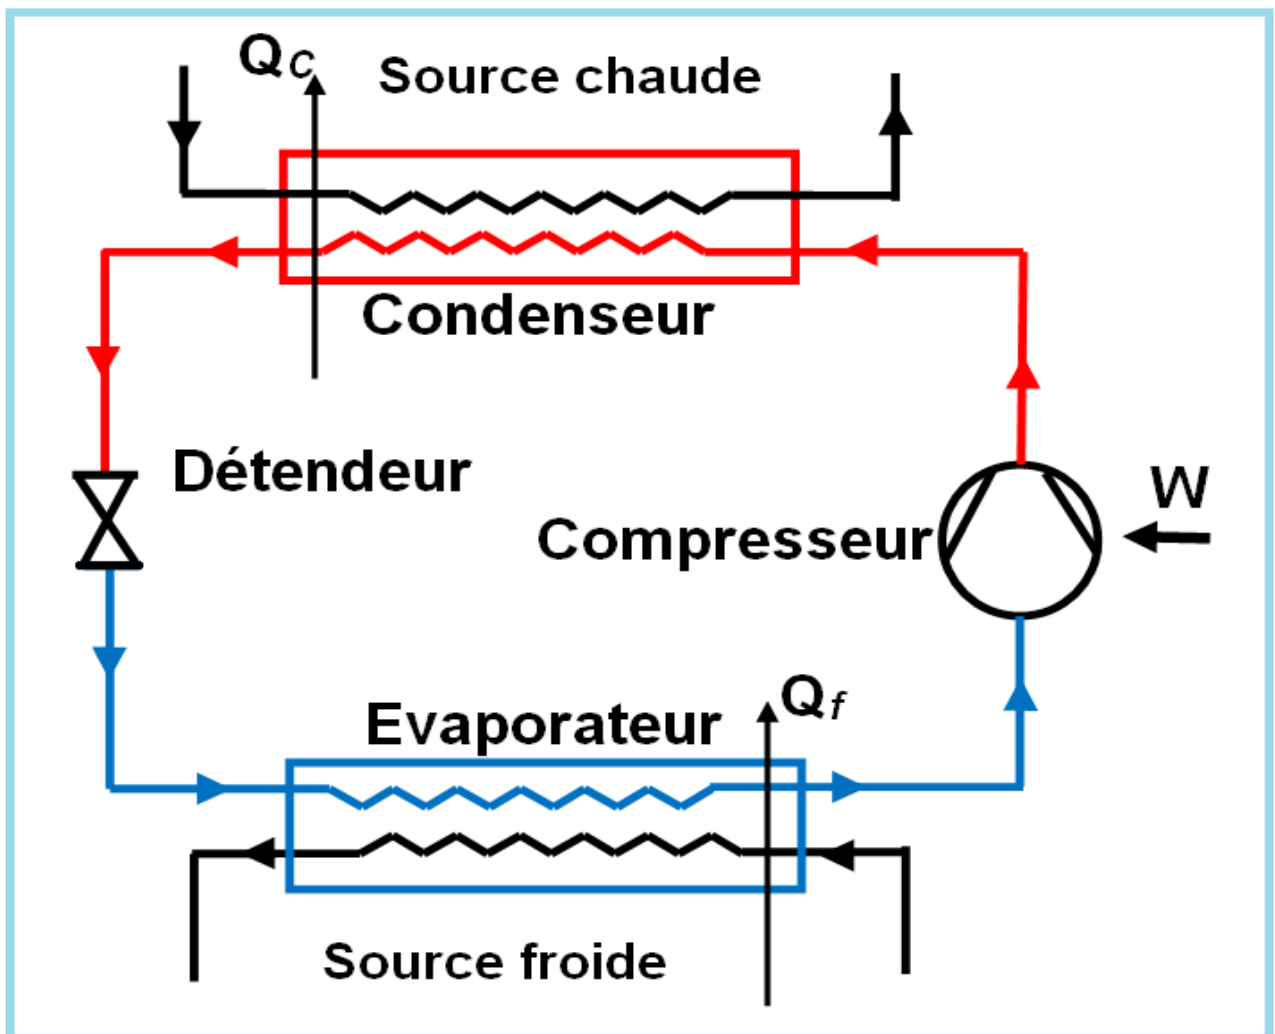 Qc
Source chaude
Condenseur
Détendeur
W
Compresseur
Qf
Evaporateur
Source froide